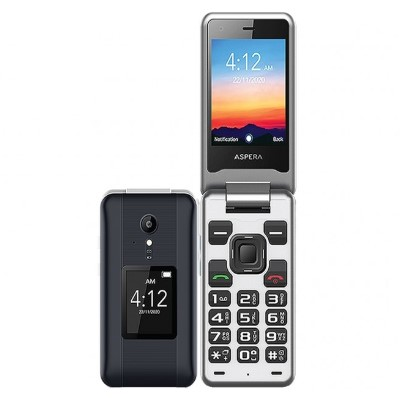 4:12 AM
22/11/2020
Notification
Back
ASPERA
AM
4:12
22/11/2020
1
2 ABC
3 DEF
4 GHI
5 JKL
6 MNO
7 PQRS
8 TUV
9 WXYZ
*
0
#